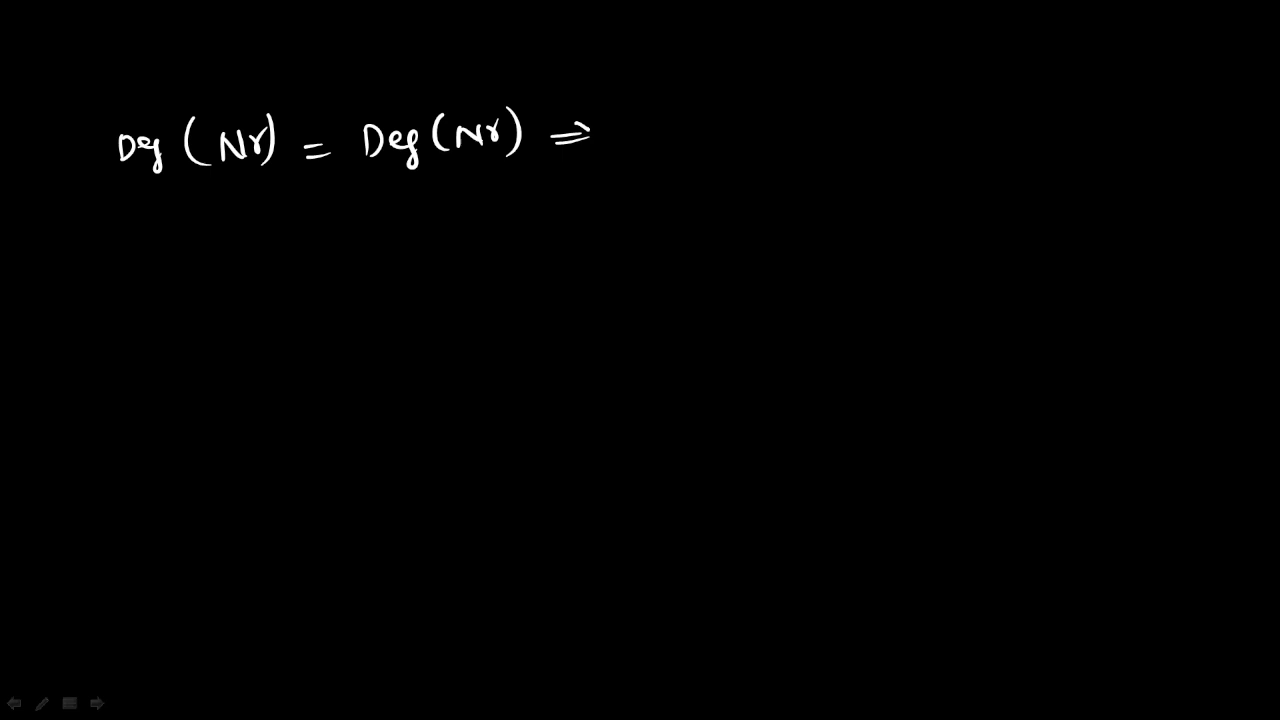 Deg (Nr) = Deg (Nr) ⇒